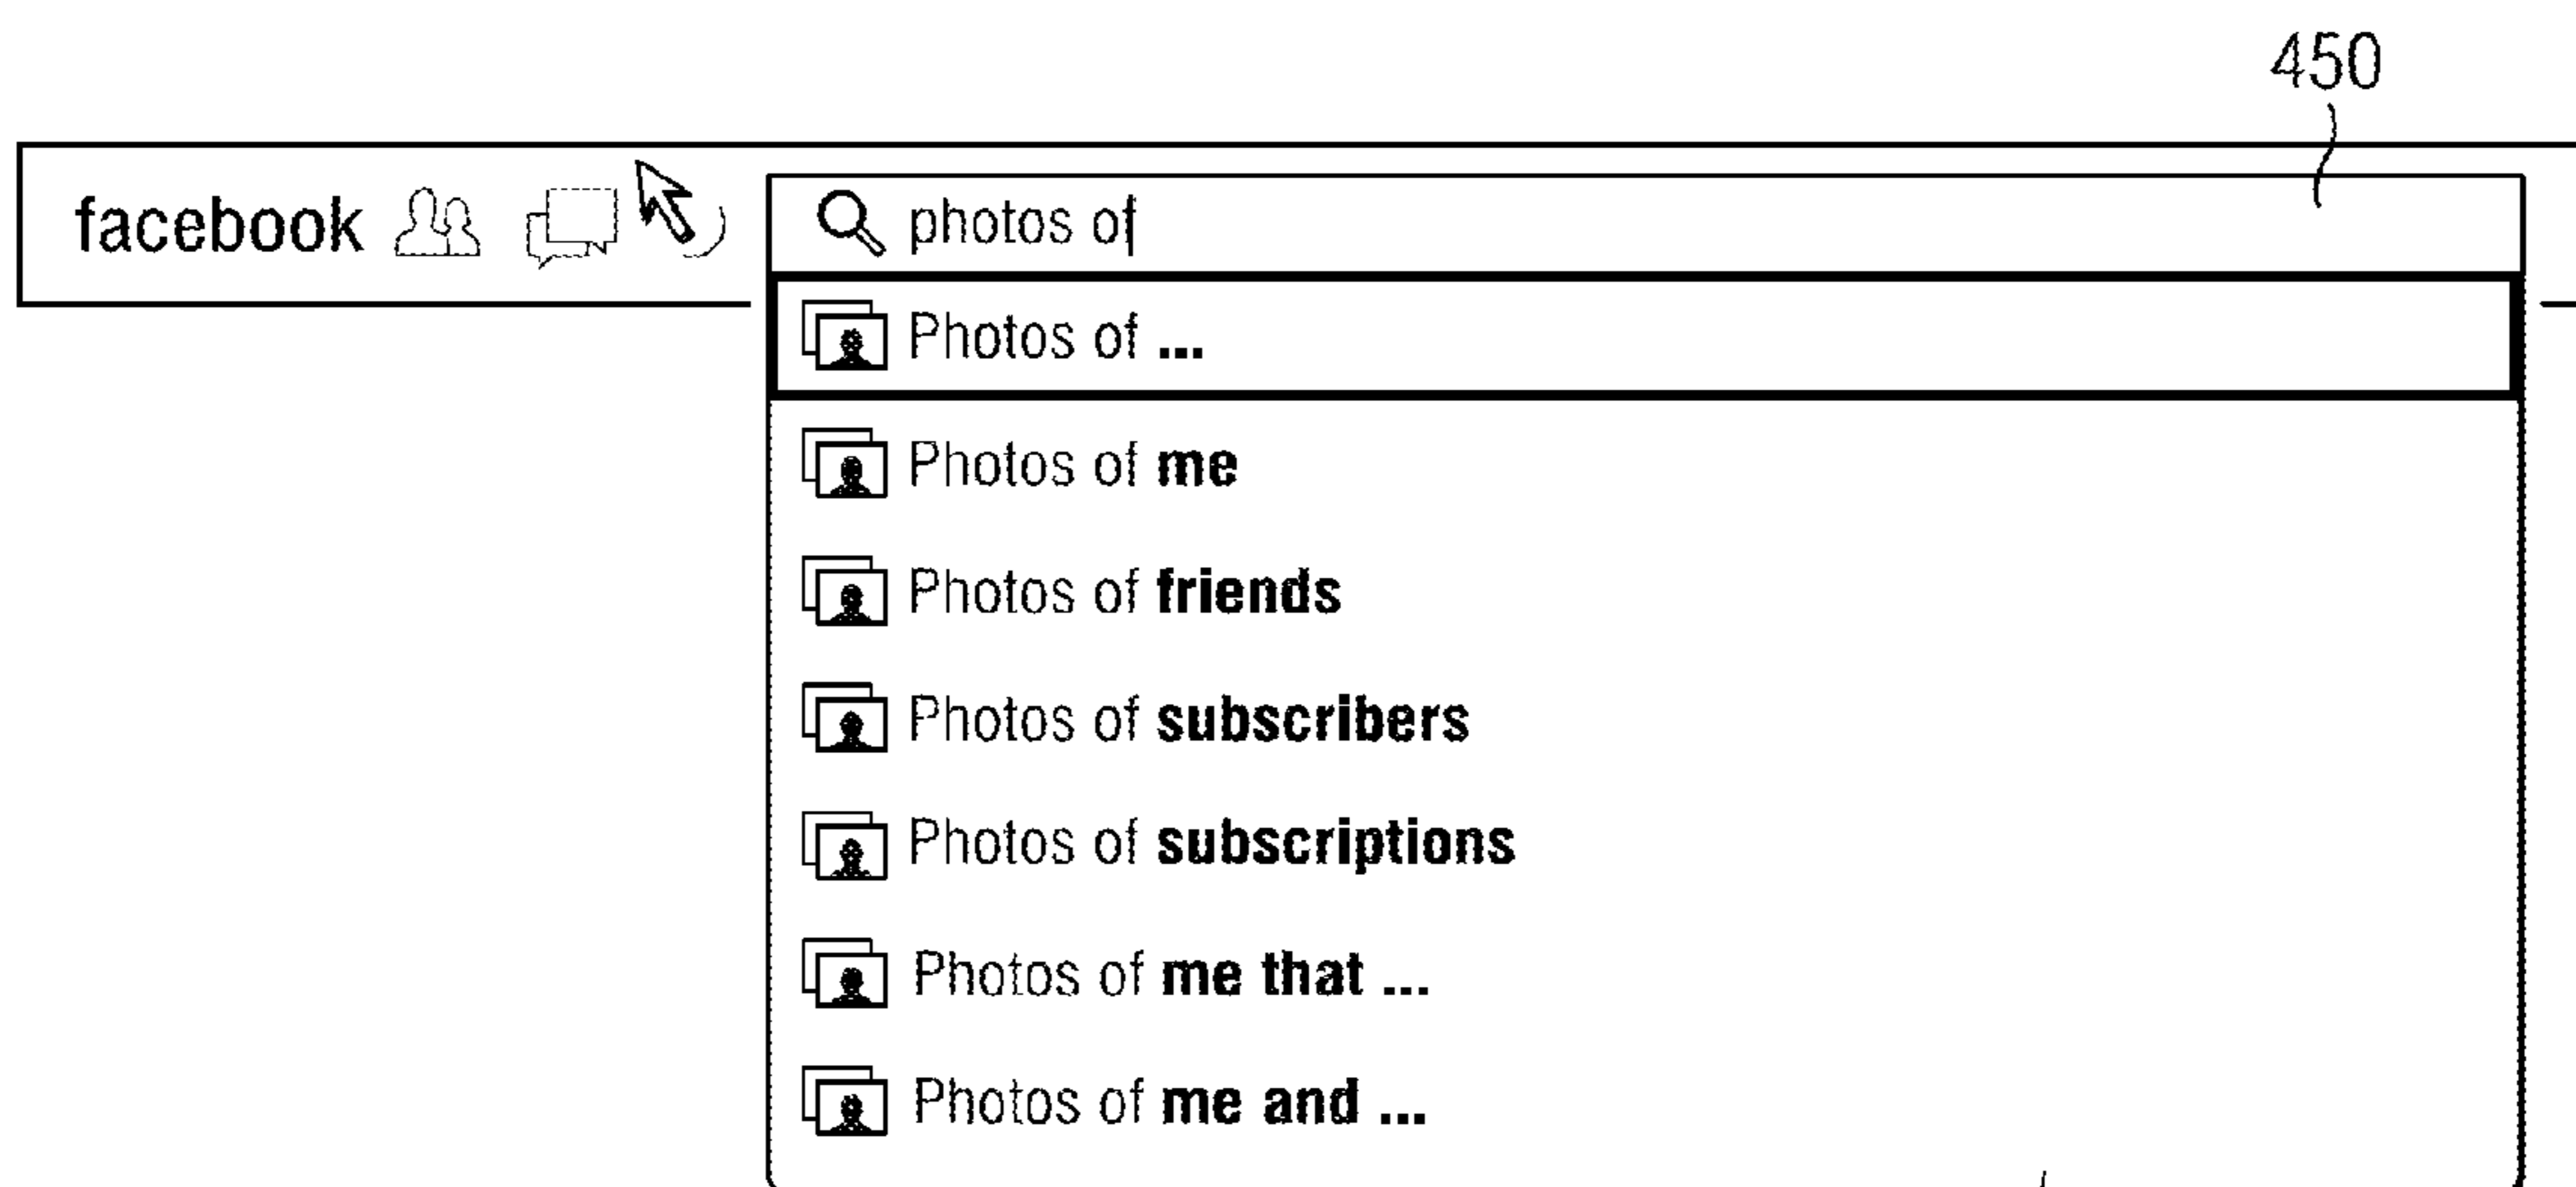 450
facebook photos of
Photos of ...
Photos of me
Photos of friends
Photos of subscribers
Photos of subscriptions
Photos of me that ...
Photos of me and ...